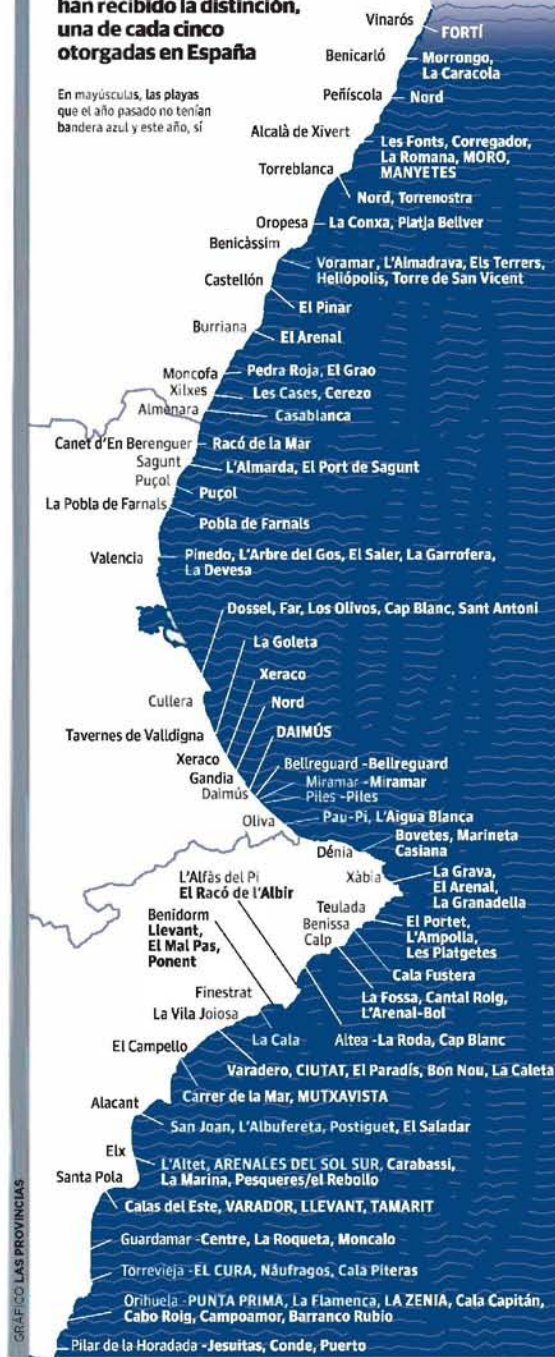 han recibido la distinción,
una de cada cinco
otorgadas en España
En mayúsculas, las playas
que el año pasado no tenían
bandera azul y este año, sí
Vinarós
FORTÍ
Benicarló
Morrongo,
La Caracola
Peñíscola
Nord
Alcalà de Xivert
Les Fonts, Corregador,
La Romana, MORO,
MANYETES
Torreblanca
Nord, Torrenostra
Oropesa
La Conxa, Platja Bellver
Benicàssim
Voramar, L'Almadrava, Els Terrers,
Heliópolis, Torre de San Vicent
Castellón
El Pinar
Burriana
El Arenal
Moncofa
Pedra Roja, El Grao
Xilxes
Les Cases, Cerezo
Almenara
Casablanca
Canet d'En Berenguer
Racó de la Mar
Sagunt
L'Almarda, El Port de Sagunt
Puçol
Puçol
La Pobla de Farnals
Pobla de Farnals
Valencia
Pinedo, L'Arbre del Gos, El Saler, La Garrofera,
La Devesa
Dossel, Far, Los Olivos, Cap Blanc, Sant Antoni
La Goleta
Xeraco
Cullera
Nord
Tavernes de Valldigna
DAIMÚS
Xeraco
Bellreguard -Bellreguard
Gandia
Miramar -Miramar
Daimús
Piles -Piles
Oliva
Pau-Pi, L'Aigua Blanca
Dénia
Bovetes, Marineta
Casiana
L'Alfàs del Pi
El Racó de l'Albir
Xàbia
La Grava,
El Arenal,
La Granadella
Benidorm
Llevant,
El Mal Pas,
Ponent
Teulada
Benissa
Calp
El Portet,
L'Ampolla,
Les Platgetes
Cala Fustera
Finestrat
La Fossa, Cantal Roig,
L'Arenal-Bol
La Vila Joiosa
La Cala
Altea -La Roda, Cap Blanc
El Campello
Varadero, CIUTAT, El Paradís, Bon Nou, La Caleta
Carrer de la Mar, MUTXAVISTA
Alacant
San Joan, L'Albufereta, Postiguet, El Saladar
Elx
L'Altet, ARENALES DEL SOL SUR, Carabassi,
La Marina, Pesqueres/el Rebollo
Santa Pola
Calas del Este, VARADOR, LLEVANT, TAMARIT
Guardamar -Centre, La Roqueta, Moncalo
Torrevieja -EL CURA, Náufragos, Cala Piteras
Orihuela -PUNTA PRIMA, La Flamenca, LA ZENIA, Cala Capitán,
Cabo Roig, Campoamor, Barranco Rubio
Pilar de la Horadada -Jesuitas, Conde, Puerto
GRÁFICO LAS PROVINCIAS